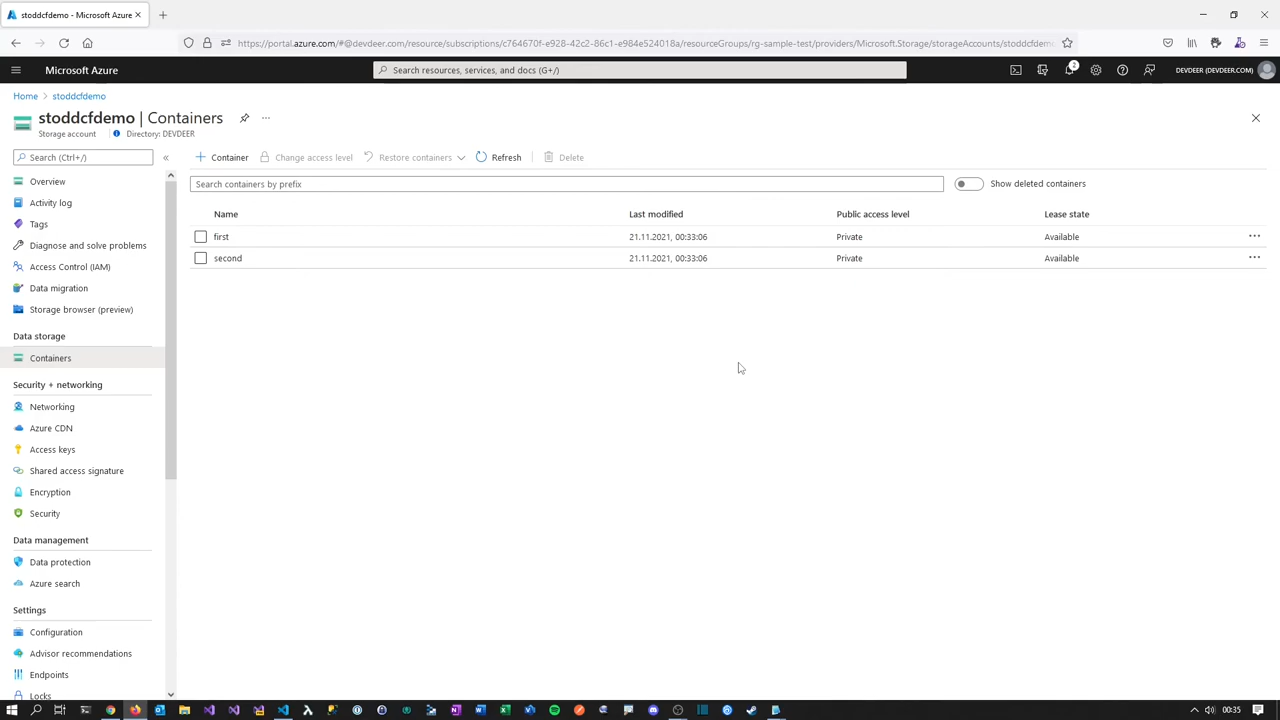 stoddcfdemo - Microsoft Azure
https://portal.azure.com/#@devdeer.com/resource/subscriptions/c764670f-e928-42c2-86c1-e984e524018a/resourceGroups/rg-sample-test/providers/Microsoft.Storage/storageAccounts/stoddcfdemo
Microsoft Azure
Search resources, services, and docs (G+/)
2
DEVDEER (DEVDEER.COM)
Home > stoddcfdemo
stoddcfdemo | Containers
Storage account
Directory: DEVDEER
Search (Ctrl+/)
Container
Change access level
Restore containers
Refresh
Delete
Search containers by prefix
Show deleted containers
Name Last modified Public access level Lease state
first 21.11.2021, 00:33:06 Private Available
second 21.11.2021, 00:33:06 Private Available
Overview
Activity log
Tags
Diagnose and solve problems
Access Control (IAM)
Data migration
Storage browser (preview)
Data storage
Containers
Security + networking
Networking
Azure CDN
Access keys
Shared access signature
Encryption
Security
Data management
Data protection
Azure search
Settings
Configuration
Advisor recommendations
Endpoints
Locks
00:35